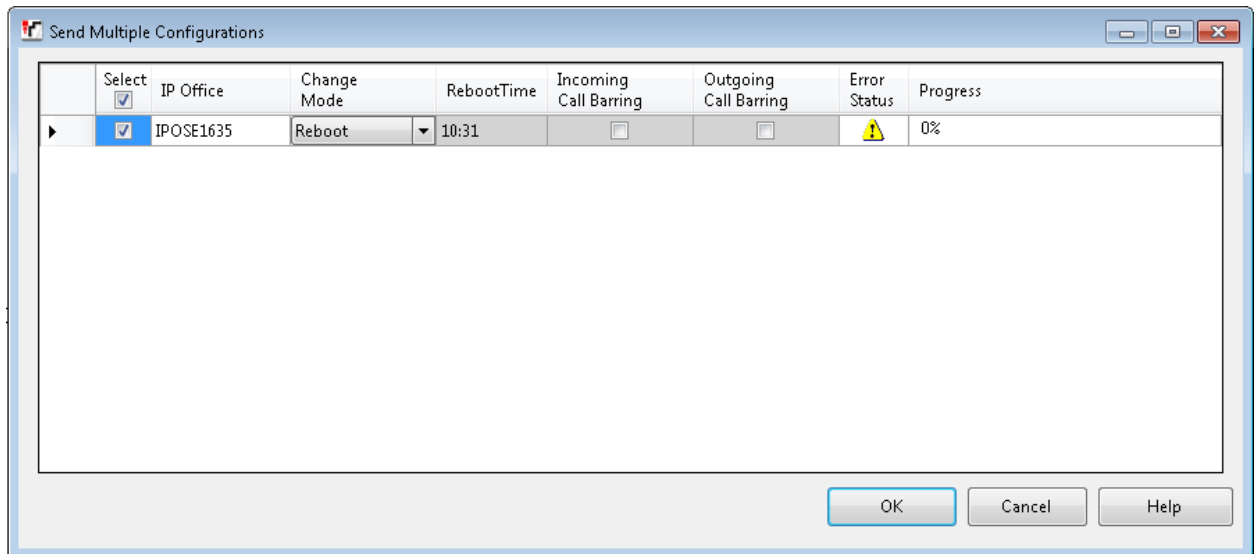 Send Multiple Configurations
Select IP Office Change Mode RebootTime Incoming Call Barring Outgoing Call Barring Error Status Progress
IPOSE1635 Reboot 10:31 0%
OK Cancel Help